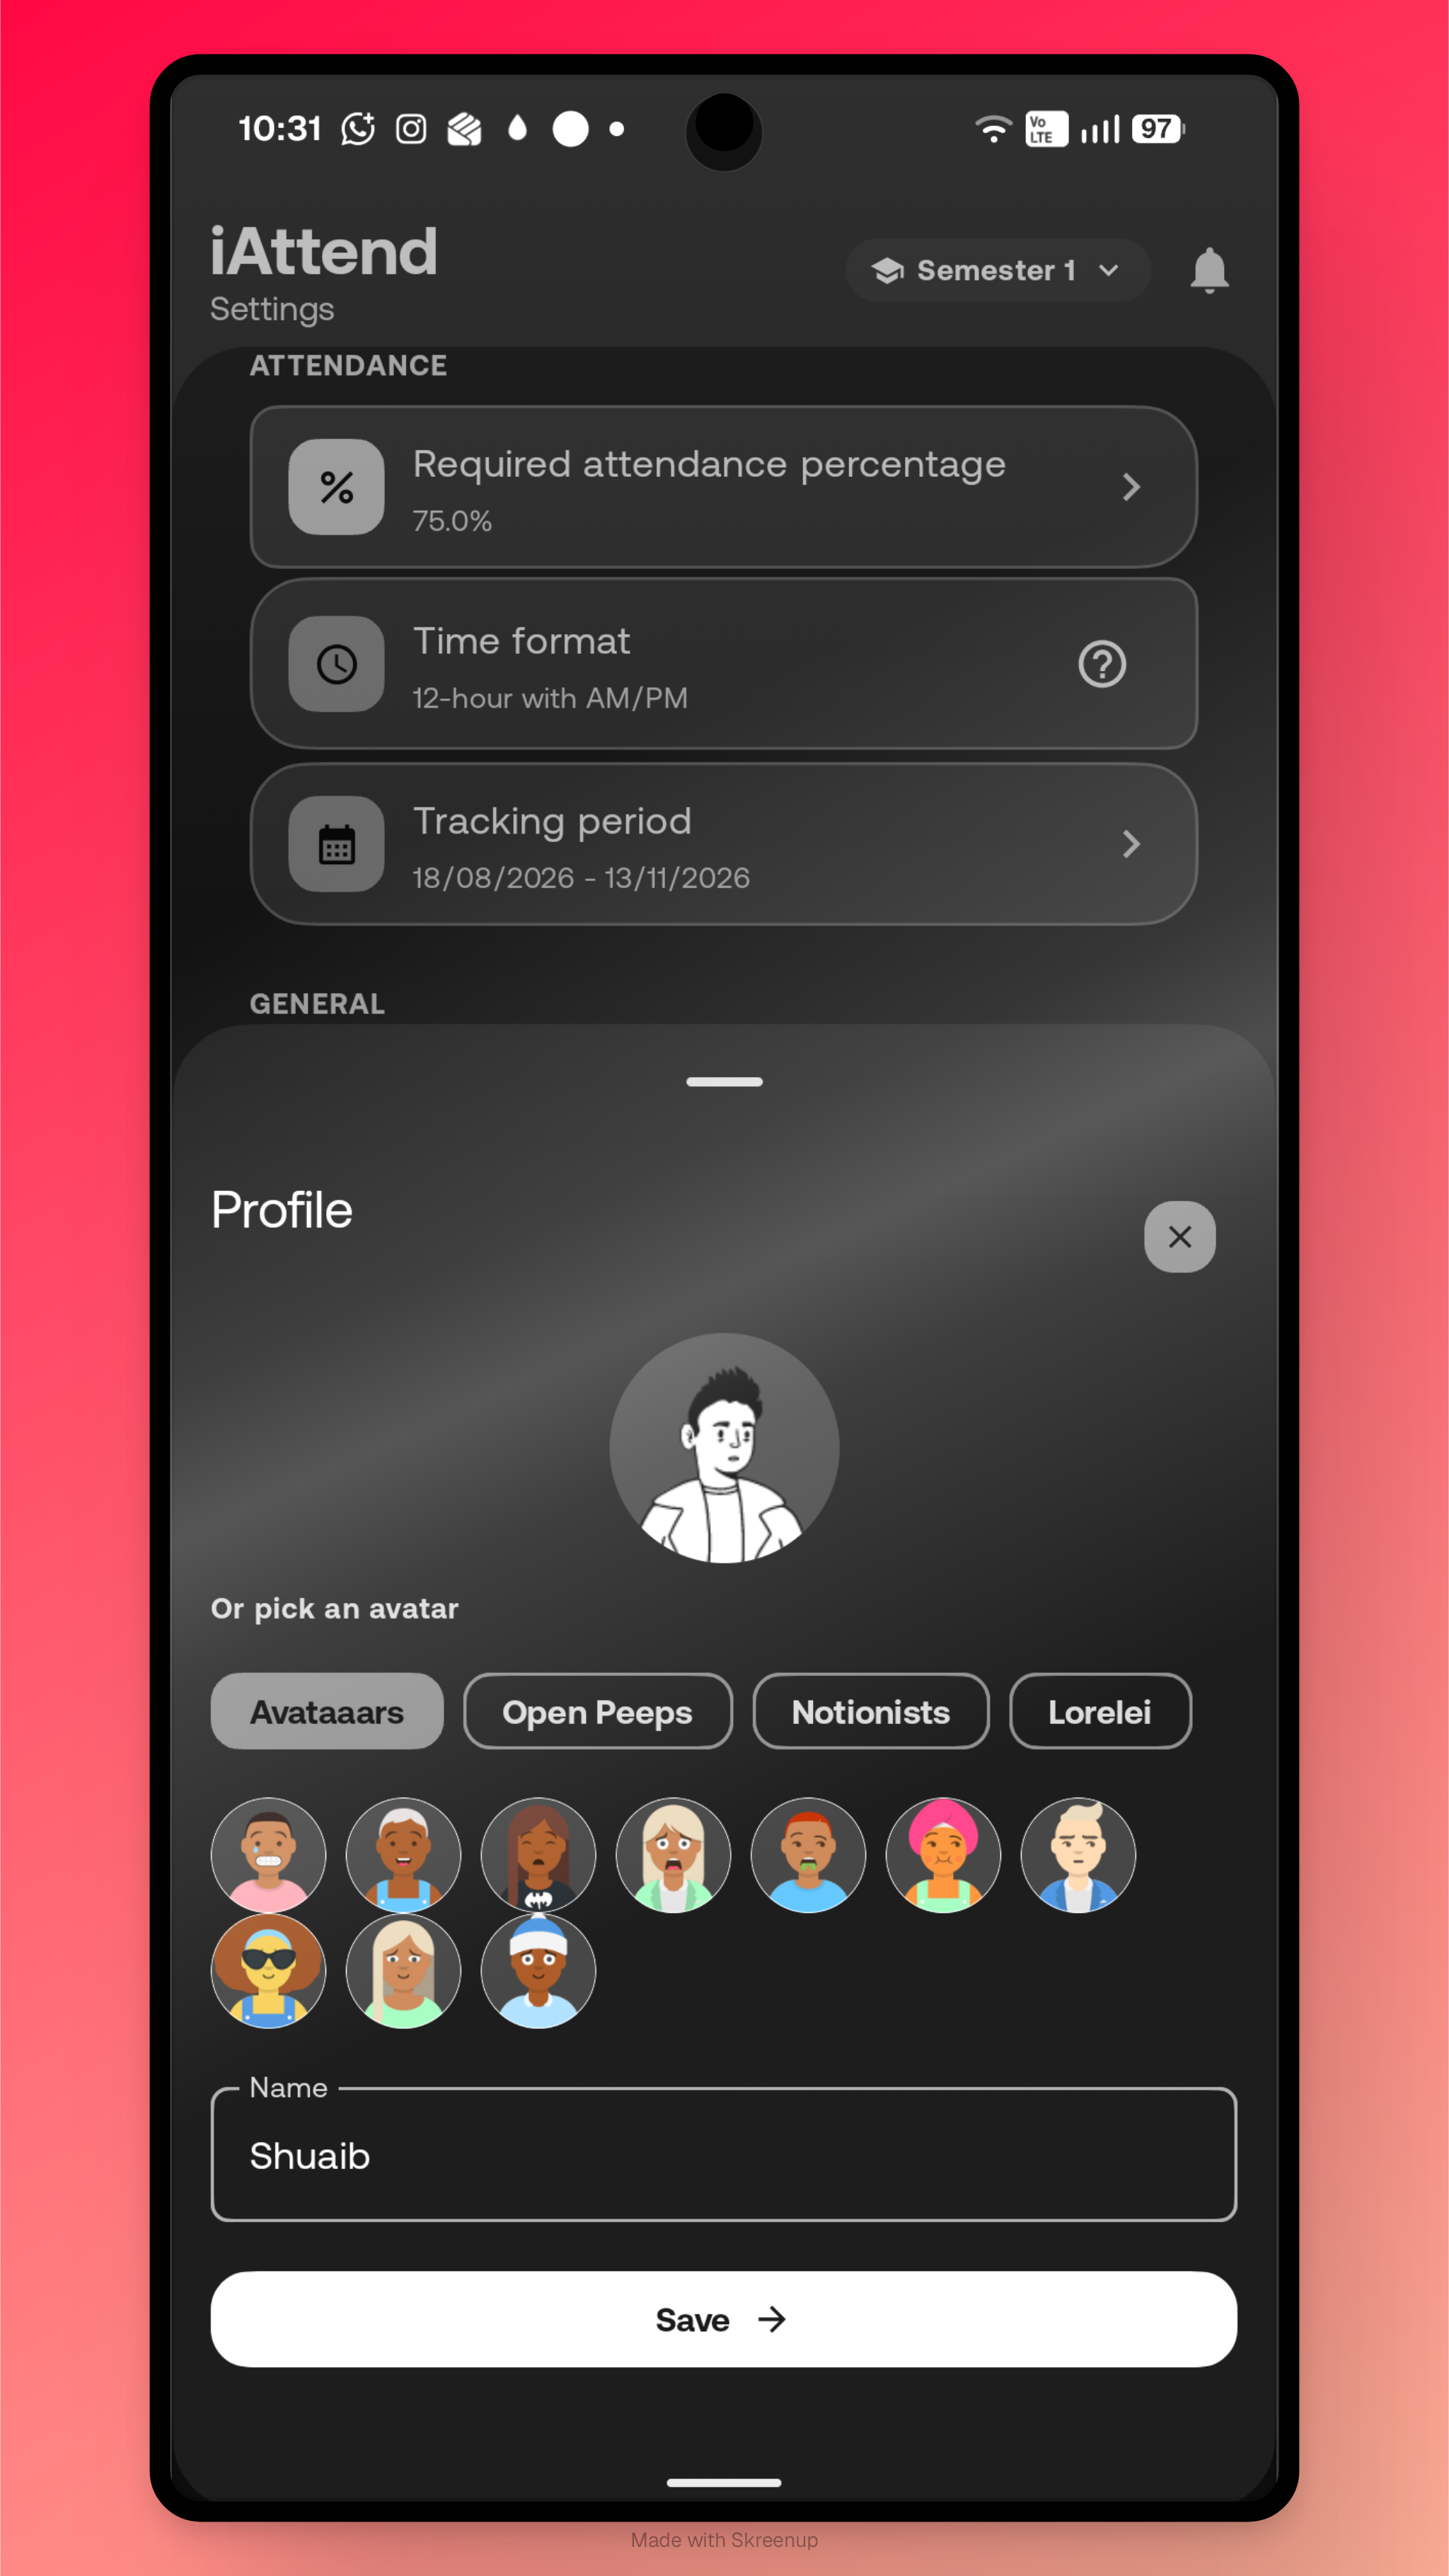 10:31
Vo LTE
97
iAttend
Semester 1
Settings
ATTENDANCE
Required attendance percentage
75.0%
Time format
12-hour with AM/PM
Tracking period
18/08/2026 - 13/11/2026
GENERAL
Profile
Or pick an avatar
Avataaars
Open Peeps
Notionists
Lorelei
Name
Shuaib
Save
Made with Skreenup